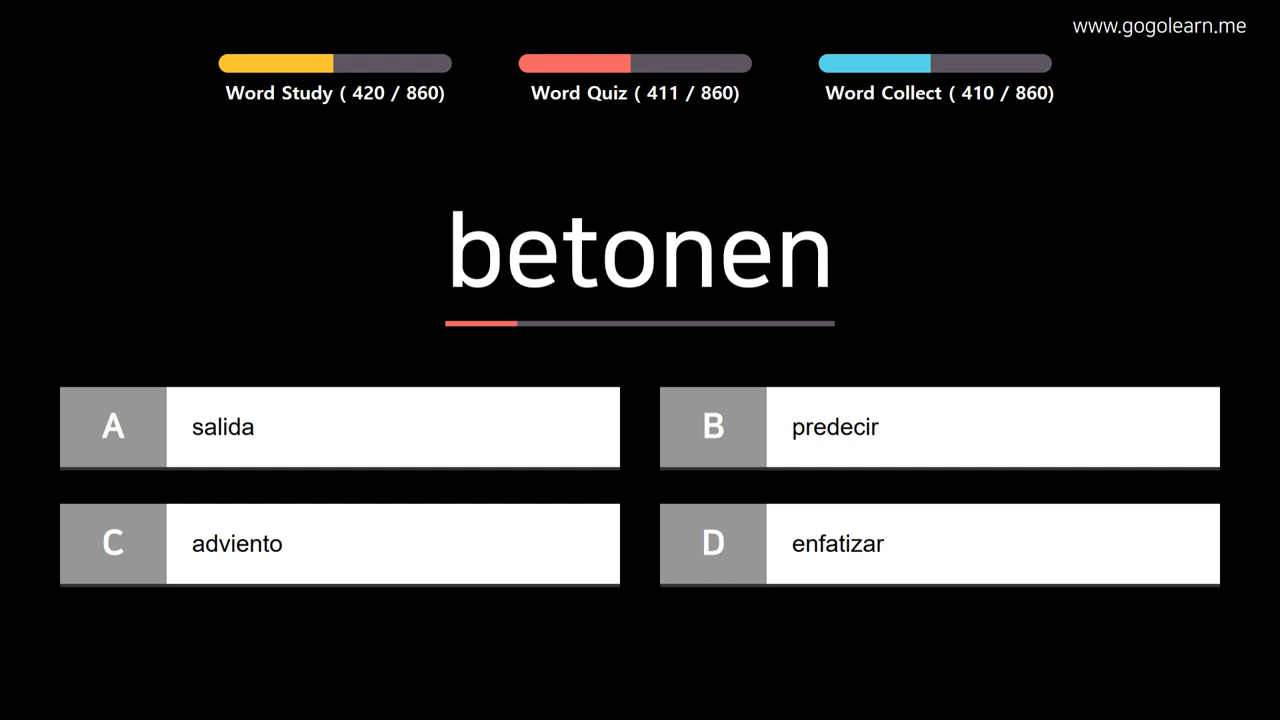 www.gogolearn.me
Word Study ( 420 / 860)
Word Quiz ( 411 / 860)
Word Collect ( 410 / 860)
betonen
A salida
B predecir
C adviento
D enfatizar